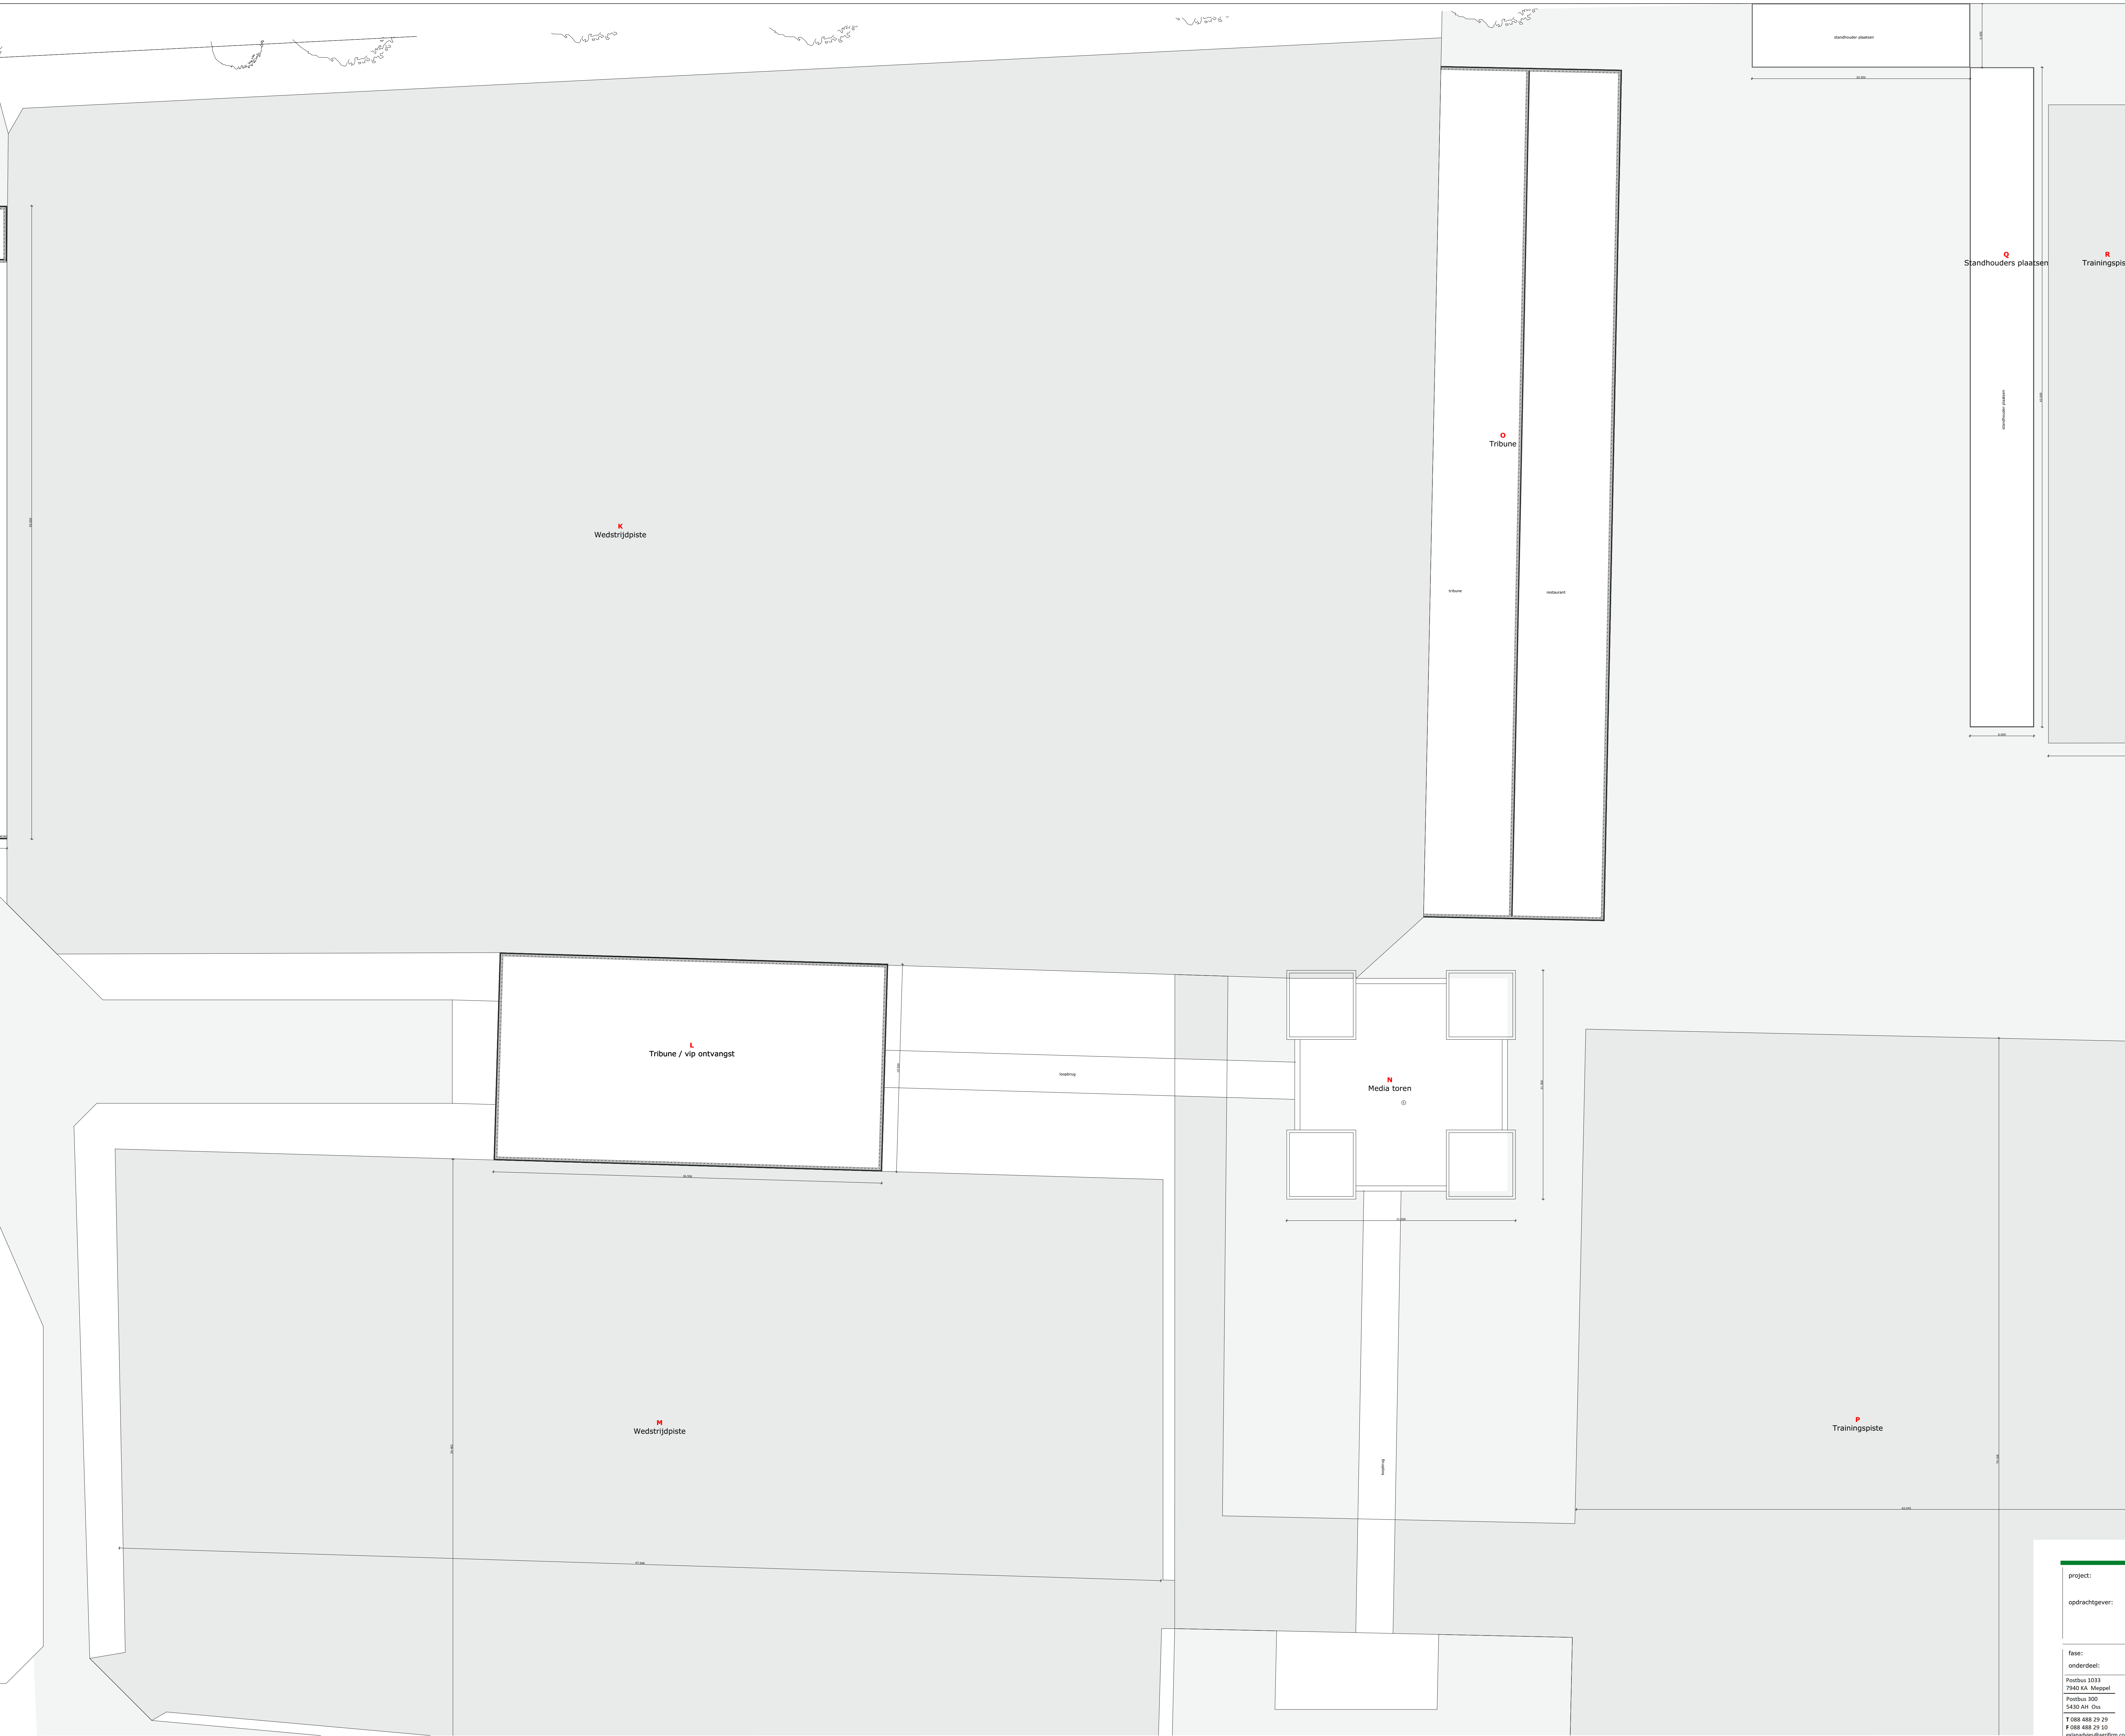 standhouder plaatsen
Q
Standhouders plaatsen
R
Trainingspis
standhouder plaatsen
O
Tribune
K
Wedstrijdpiste
tribune
restaurant
L
Tribune / vip ontvangst
loopbrug
N
Media toren
M
Wedstrijdpiste
P
Trainingspiste
loopbrug
project:
opdrachtgever:
fase:
onderdeel:
Postbus 1033
7940 KA Meppel
Postbus 300
5430 AH Oss
T 088 488 29 29
F 088 488 29 10